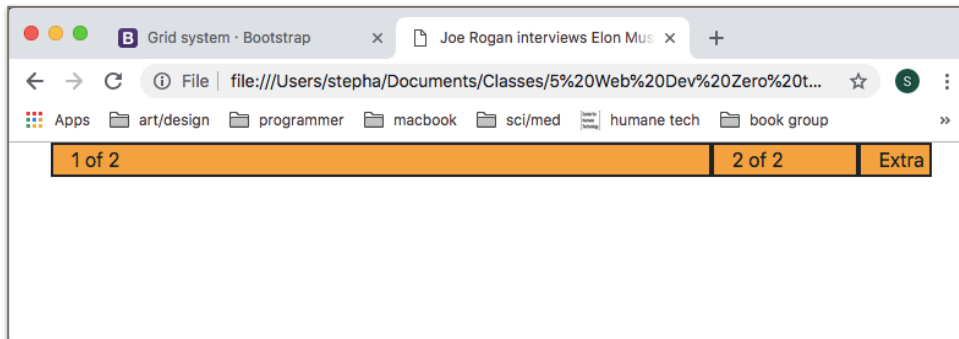 B Grid system · Bootstrap × Joe Rogan interviews Elon Mus × +
File file:///Users/stepha/Documents/Classes/5%20Web%20Dev%20Zero%20t... S
Apps art/design programmer macbook sci/med humane tech book group »
1 of 2 2 of 2 Extra